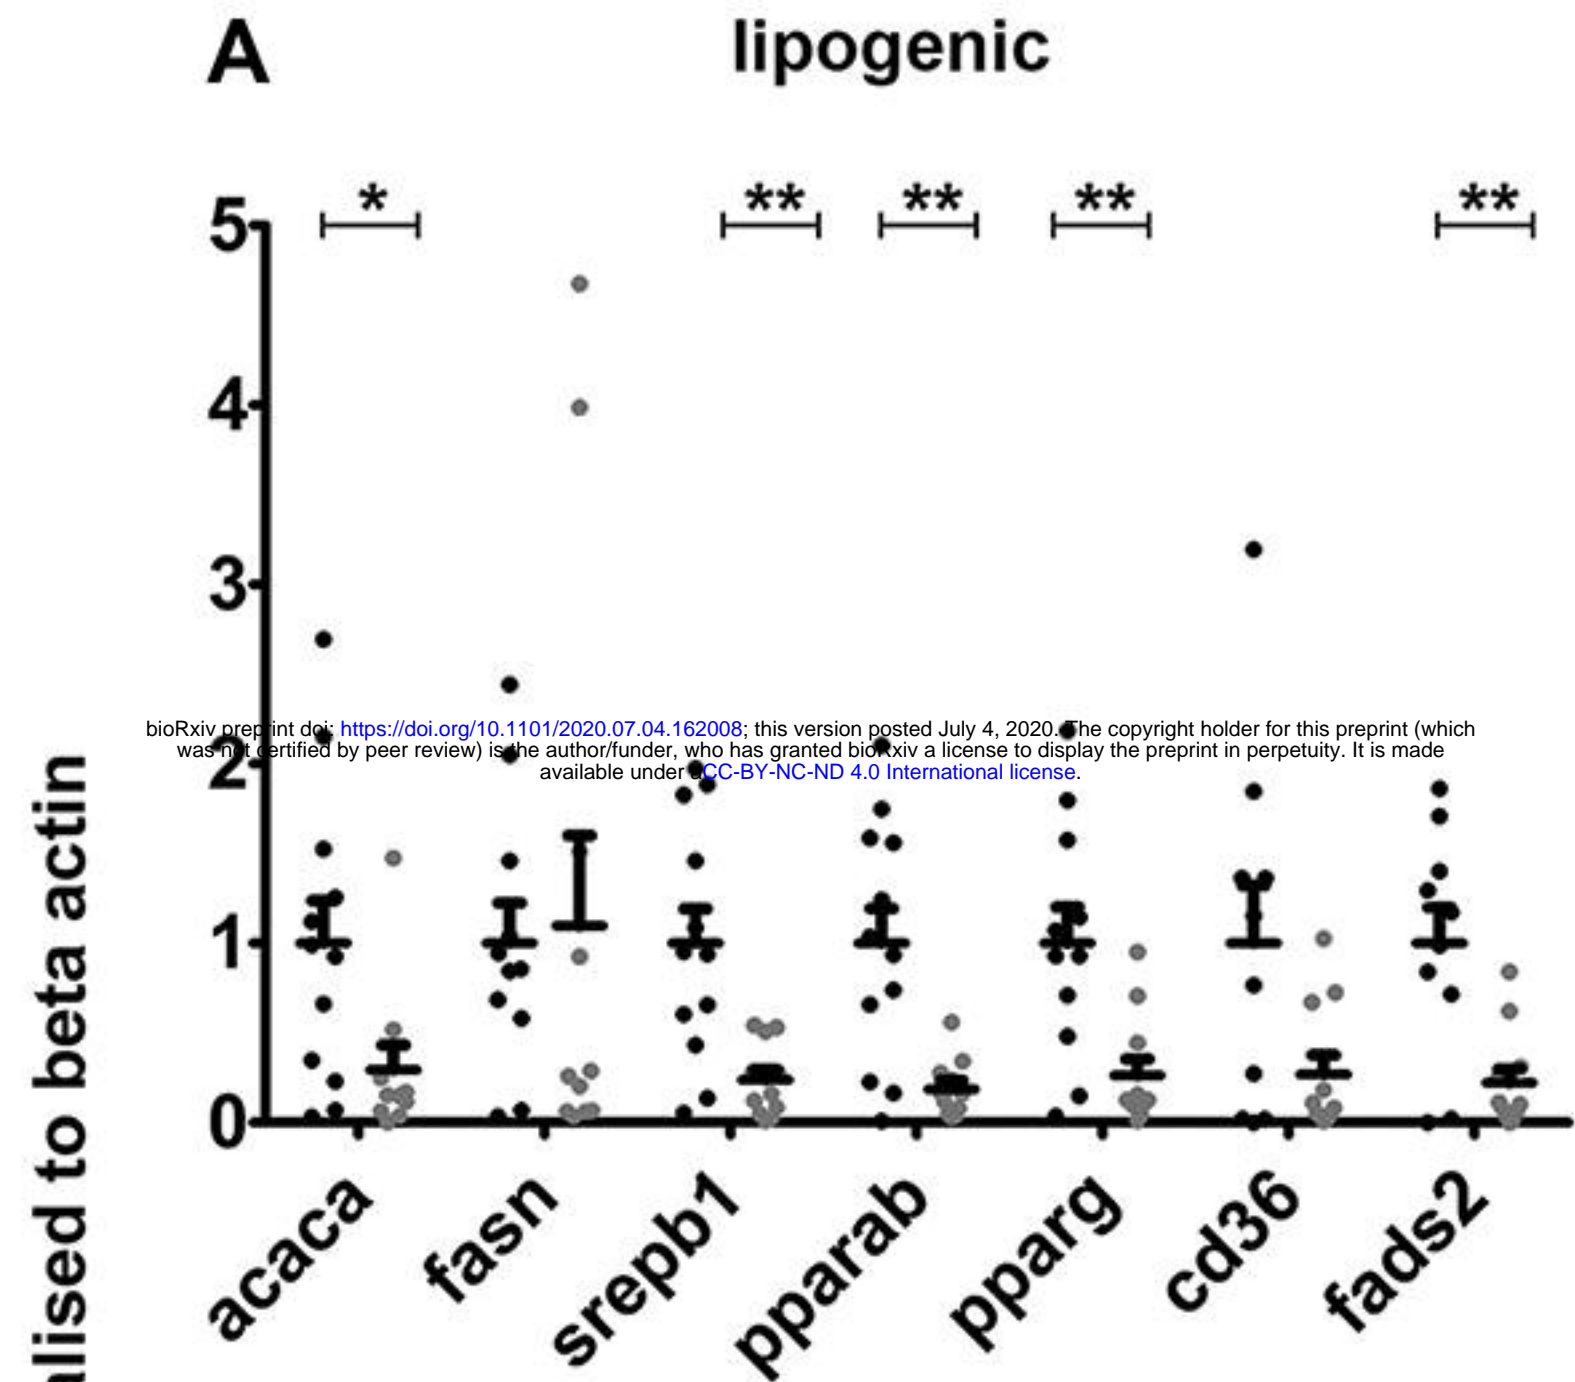 A
lipogenic
* ** ** ** **
5
4
3
2
1
0
bioRxiv preprint doi: https://doi.org/10.1101/2020.07.04.162008; this version posted July 4, 2020. The copyright holder for this preprint (which
was not certified by peer review) is the author/funder, who has granted bioRxiv a license to display the preprint in perpetuity. It is made
available under aCC-BY-NC-ND 4.0 International license.
alised to beta actin
acaca fasn srepb1 pparab pparg cd36 fads2